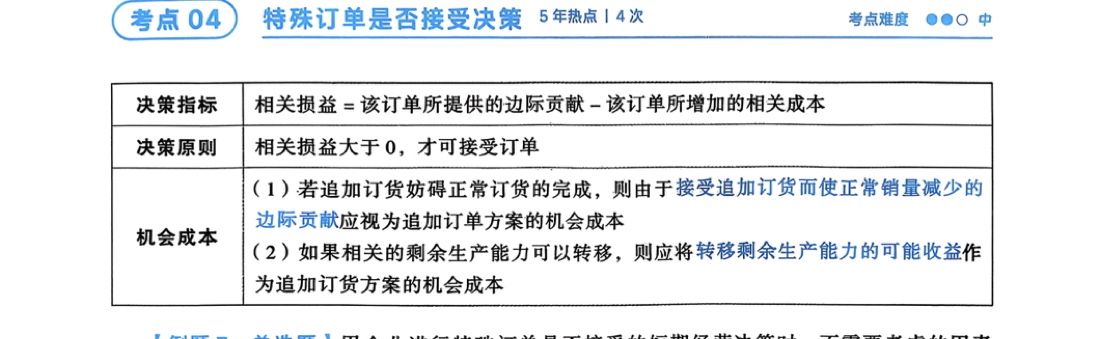 考点 04 特殊订单是否接受决策 5 年热点 | 4 次 考点难度 中
决策指标 相关损益 = 该订单所提供的边际贡献 – 该订单所增加的相关成本
决策原则 相关损益大于 0，才可接受订单
机会成本
（1）若追加订货妨碍正常订货的完成，则由于接受追加订货而使正常销量减少的
边际贡献应视为追加订单方案的机会成本
（2）如果相关的剩余生产能力可以转移，则应将转移剩余生产能力的可能收益作
为追加订货方案的机会成本